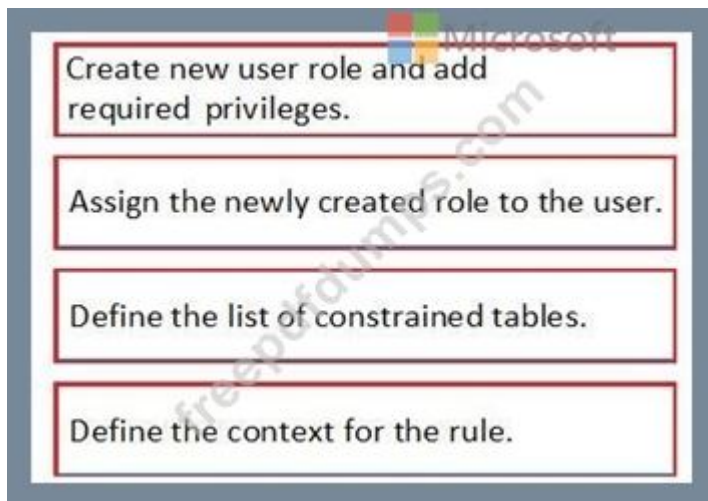 Microsoft
Create new user role and add
required privileges.
Assign the newly created role to the user.
Define the list of constrained tables.
Define the context for the rule.
freepdfdumps.com